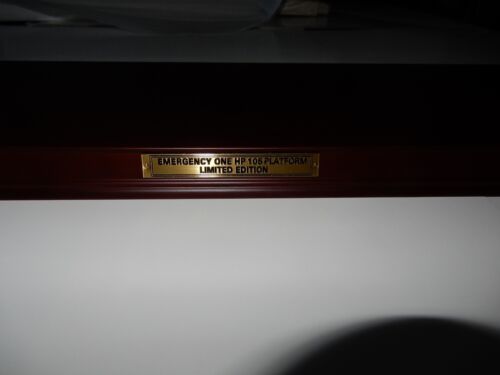 EMERGENCY ONE HP 105 PLATFORM
LIMITED EDITION